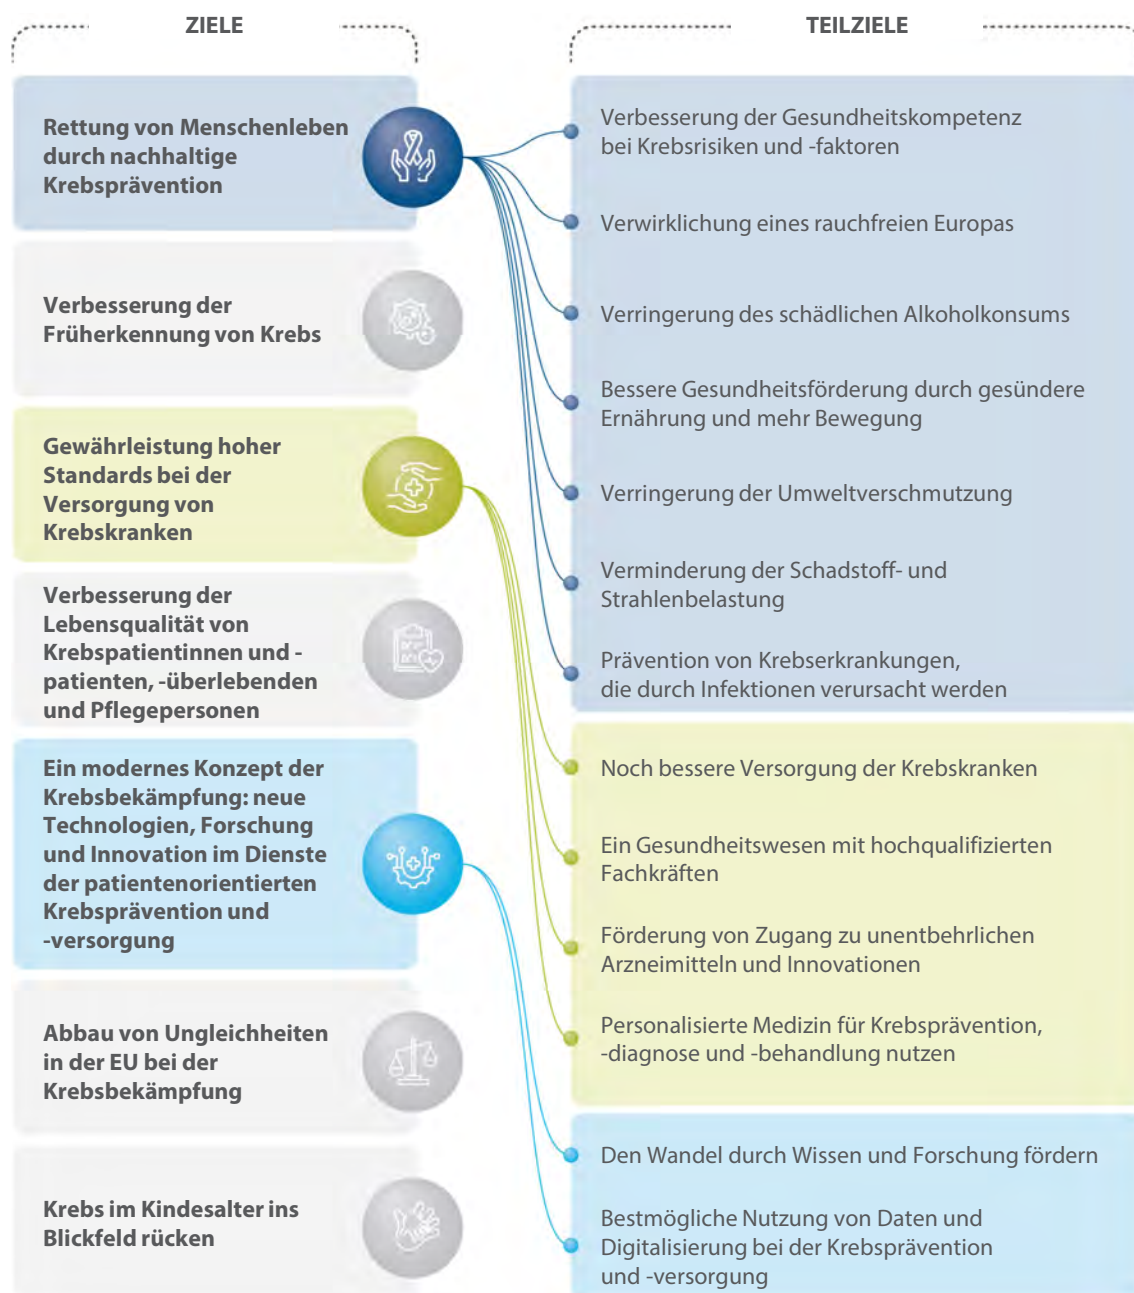 ZIELE
Rettung von Menschenleben
durch nachhaltige
Krebsprävention
Verbesserung der
Früherkennung von Krebs
Gewährleistung hoher
Standards bei der
Versorgung von
Krebskranken
Verbesserung der
Lebensqualität von
Krebspatientinnen und -
patienten, -überlebenden
und Pflegepersonen
Ein modernes Konzept der
Krebsbekämpfung: neue
Technologien, Forschung
und Innovation im Dienste
der patientenorientierten
Krebsprävention und
-versorgung
Abbau von Ungleichheiten
in der EU bei der
Krebsbekämpfung
Krebs im Kindesalter ins
Blickfeld rücken
TEILZIELE
Verbesserung der Gesundheitskompetenz
bei Krebsrisiken und -faktoren
Verwirklichung eines rauchfreien Europas
Verringerung des schädlichen Alkoholkonsums
Bessere Gesundheitsförderung durch gesündere
Ernährung und mehr Bewegung
Verringerung der Umweltverschmutzung
Verminderung der Schadstoff- und
Strahlenbelastung
Prävention von Krebserkrankungen,
die durch Infektionen verursacht werden
Noch bessere Versorgung der Krebskranken
Ein Gesundheitswesen mit hochqualifizierten
Fachkräften
Förderung von Zugang zu unentbehrlichen
Arzneimitteln und Innovationen
Personalisierte Medizin für Krebsprävention,
-diagnose und -behandlung nutzen
Den Wandel durch Wissen und Forschung fördern
Bestmögliche Nutzung von Daten und
Digitalisierung bei der Krebsprävention
und -versorgung